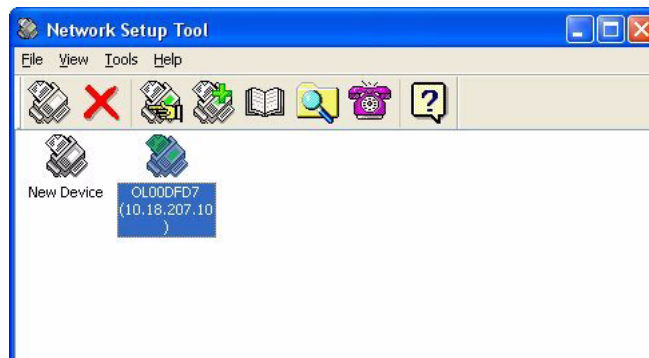 Network Setup Tool
File View Tools Help
New Device
OL00DFD7
(10.18.207.10
)